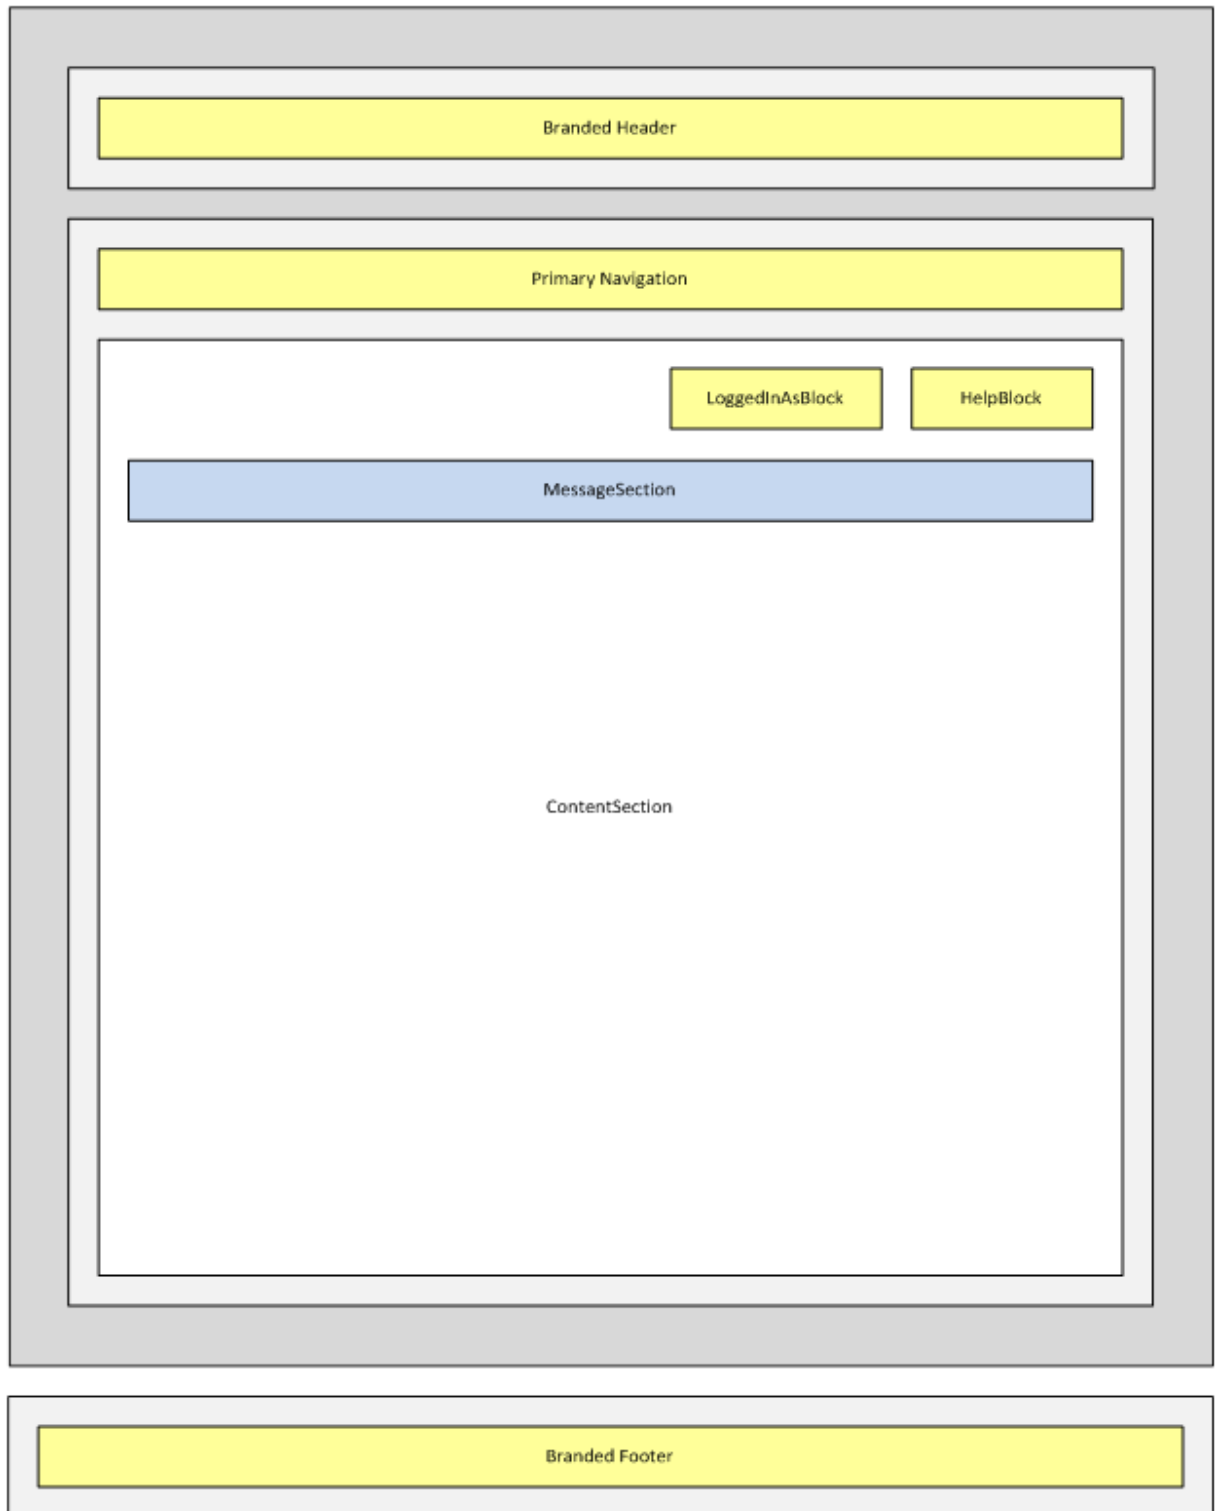 Branded Header
Primary Navigation
LoggedInAsBlock
HelpBlock
MessageSection
ContentSection
Branded Footer